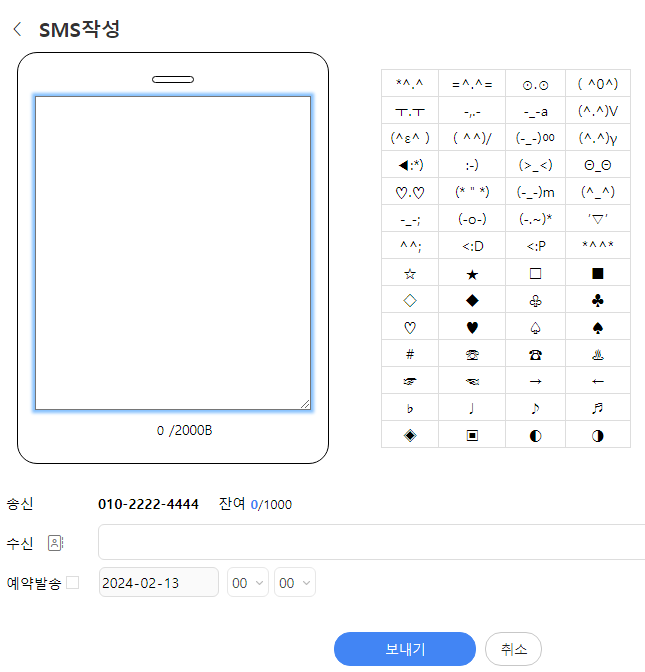 SMS작성
*^.^ =^.^= ⊙.⊙ ( ^0^)
ㅜ.ㅜ -,.- -_-a (^.^)V
(^ε^ ) ( ^^)/ (-_-)oo (^.^)γ
◀:*) :-) (>_<) Θ_Θ
♡.♡ (* " *) (-_-)m (^_^)
-_-; (-o-) (-.~)* '▽'
^^; <:D <:P *^^*
☆ ★ □ ■
◇ ◆ ♧ ♣
♡ ♥ ♤ ♠
# ☏ ☎ ♨
☞ ☜ → ←
♭ ♩ ♪ ♬
◈ ▣ ◐ ◑
0 /2000B
송신 010-2222-4444 잔여 0/1000
수신
예약발송 2024-02-13 00 00
보내기 취소